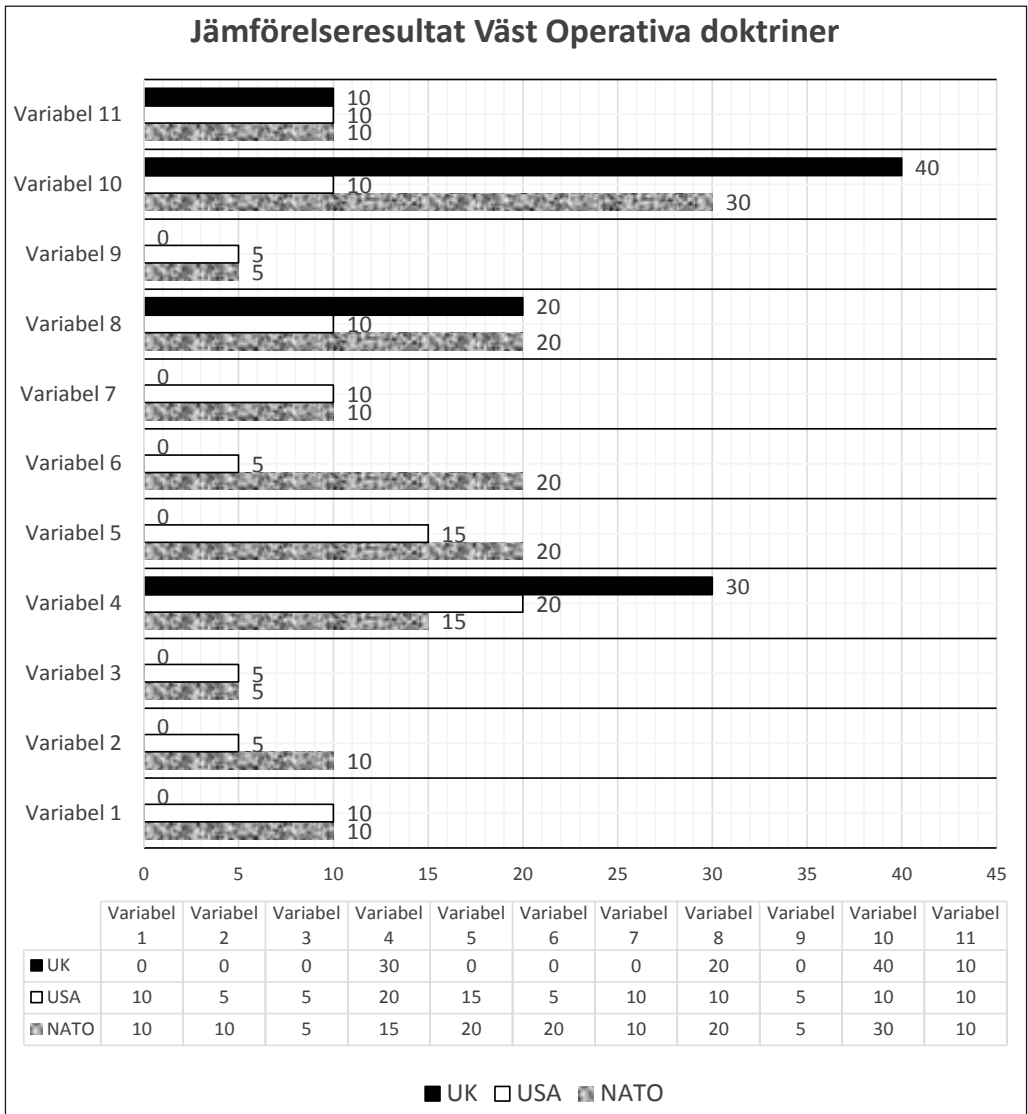 Jämförelseresultat Väst Operativa doktriner
Variabel 11
10
10
10
Variabel 10
40
10
30
Variabel 9
0
5
5
Variabel 8
20
10
20
Variabel 7
0
10
10
Variabel 6
0
5
20
Variabel 5
0
15
20
Variabel 4
30
20
15
Variabel 3
0
5
5
Variabel 2
0
5
10
Variabel 1
0
10
10
0 5 10 15 20 25 30 35 40 45
Variabel 1 Variabel 2 Variabel 3 Variabel 4 Variabel 5 Variabel 6 Variabel 7 Variabel 8 Variabel 9 Variabel 10 Variabel 11
UK 0 0 0 30 0 0 0 20 0 40 10
USA 10 5 5 20 15 5 10 10 5 10 10
NATO 10 10 5 15 20 20 10 20 5 30 10
UK USA NATO